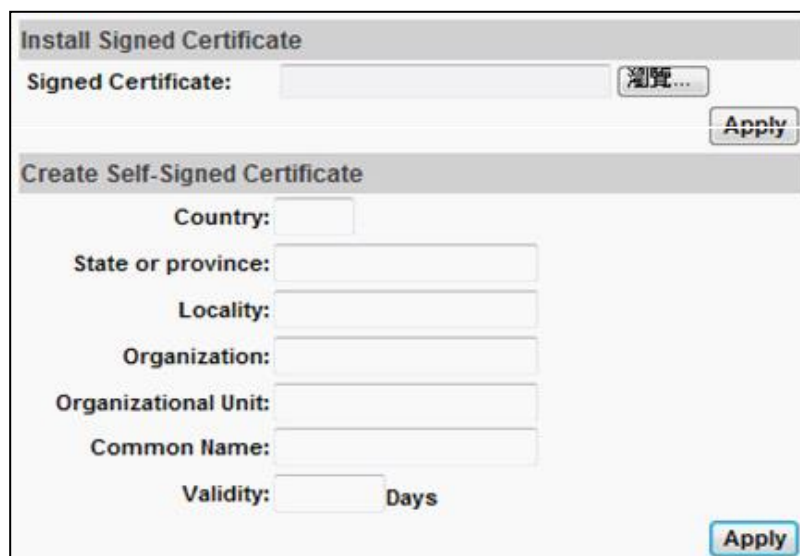 Install Signed Certificate
Signed Certificate: 瀏覽...
Apply
Create Self-Signed Certificate
Country:
State or province:
Locality:
Organization:
Organizational Unit:
Common Name:
Validity: Days
Apply